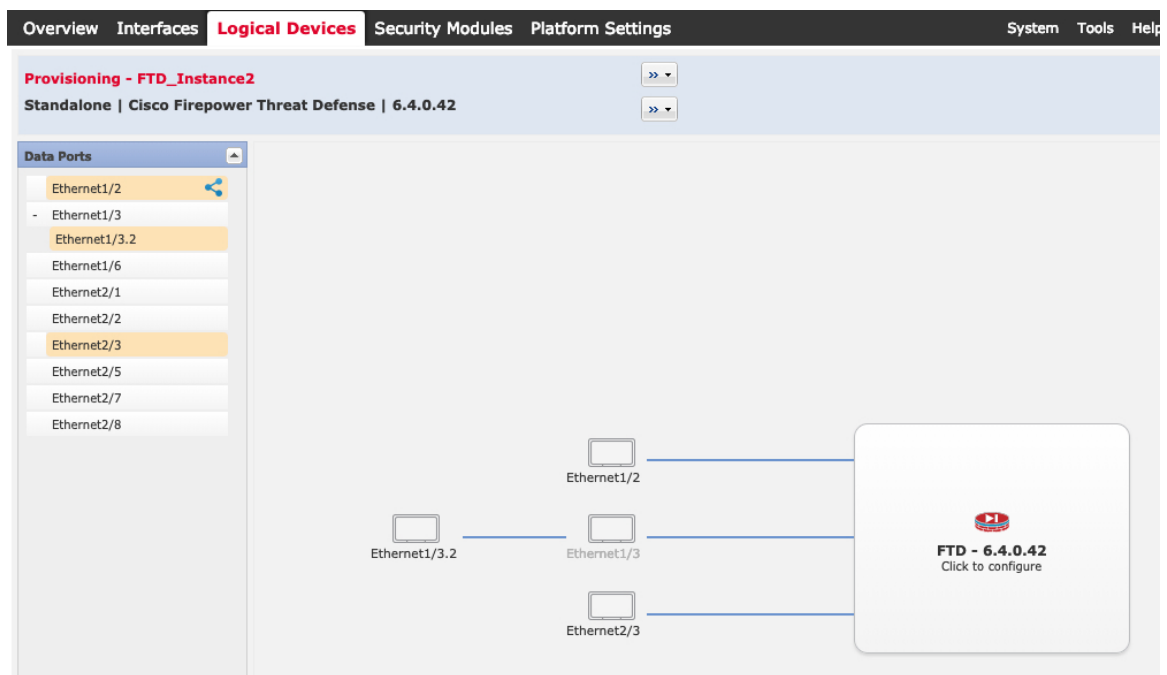 Overview Interfaces Logical Devices Security Modules Platform Settings System Tools Help
Provisioning - FTD_Instance2
Standalone | Cisco Firepower Threat Defense | 6.4.0.42
Data Ports
Ethernet1/2
- Ethernet1/3
Ethernet1/3.2
Ethernet1/6
Ethernet2/1
Ethernet2/2
Ethernet2/3
Ethernet2/5
Ethernet2/7
Ethernet2/8
Ethernet1/2
Ethernet1/3.2
Ethernet1/3
Ethernet2/3
FTD - 6.4.0.42
Click to configure